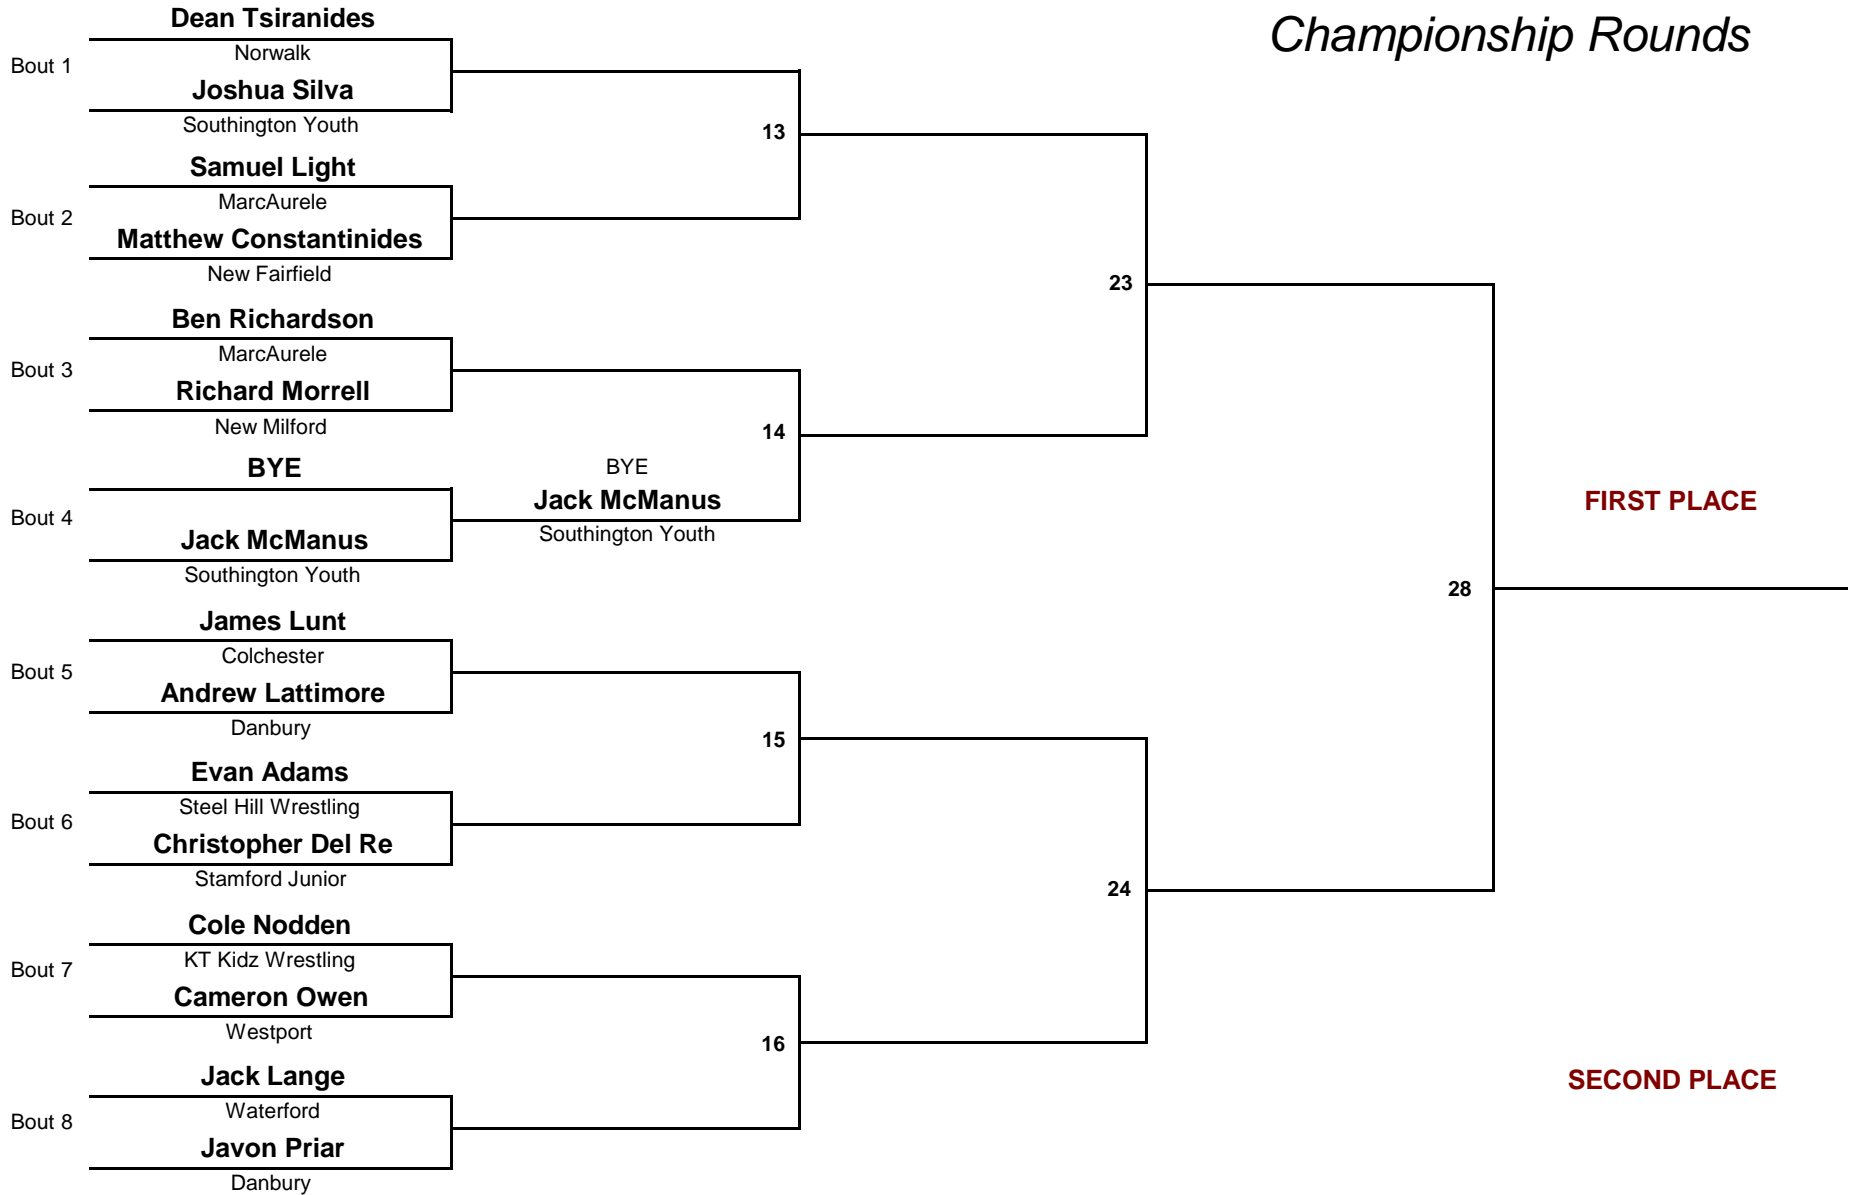 Championship Rounds
Dean Tsiranides
Bout 1
Norwalk
Joshua Silva
Southington Youth
13
Samuel Light
Bout 2
MarcAurele
Matthew Constantinides
New Fairfield
23
Ben Richardson
Bout 3
MarcAurele
Richard Morrell
New Milford
14
BYE
BYE
Jack McManus
Southington Youth
Bout 4
Jack McManus
Southington Youth
FIRST PLACE
28
James Lunt
Bout 5
Colchester
Andrew Lattimore
Danbury
15
Evan Adams
Bout 6
Steel Hill Wrestling
Christopher Del Re
Stamford Junior
24
Cole Nodden
Bout 7
KT Kidz Wrestling
Cameron Owen
Westport
16
Jack Lange
Bout 8
Waterford
Javon Priar
Danbury
SECOND PLACE